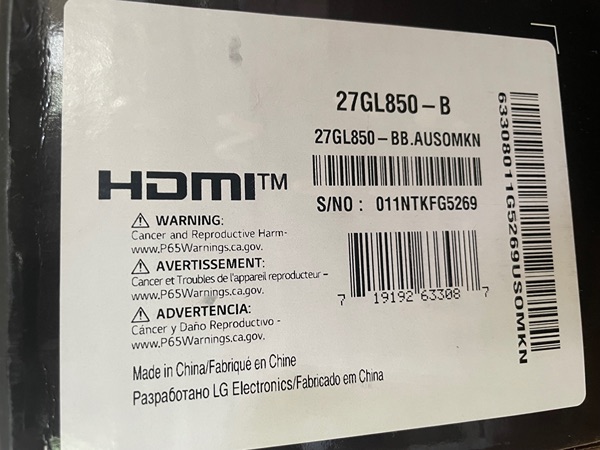 27GL850-B
27GL850-BB.AUSOMKN
HDMI™
S/NO : 011NTKFG5269
⚠ WARNING:
Cancer and Reproductive Harm-
www.P65Warnings.ca.gov.
⚠ AVERTISSEMENT:
Cancer et Troubles de l'appareil reproducteur –
www.P65Warnings.ca.gov.
⚠ ADVERTENCIA:
Cáncer y Daño Reproductivo -
www.P65Warnings.ca.gov.
7 19192 63308 7
Made in China/Fabriqué en Chine
Разработано LG Electronics/Fabricado em China
63308011G5269USOMKN